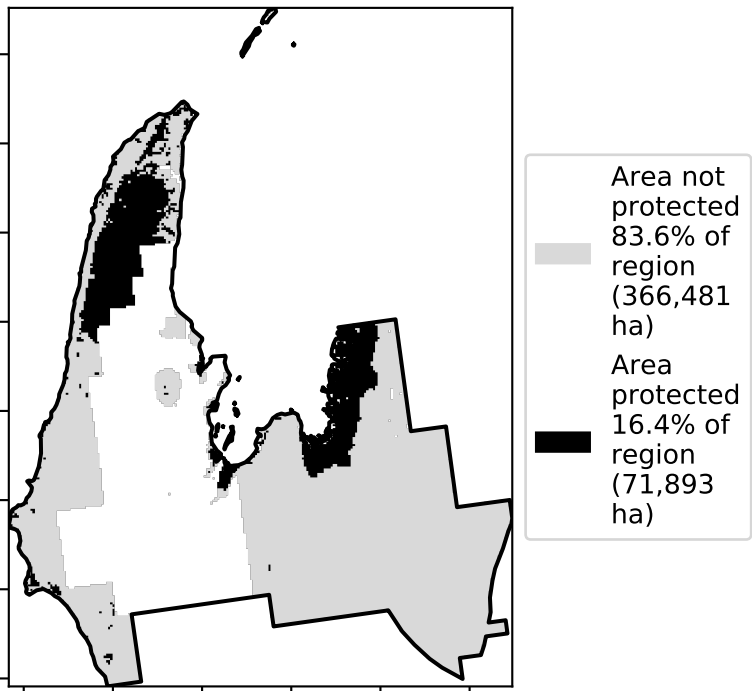 Area not
protected
83.6% of
region
(366,481
ha)
Area
protected
16.4% of
region
(71,893
ha)